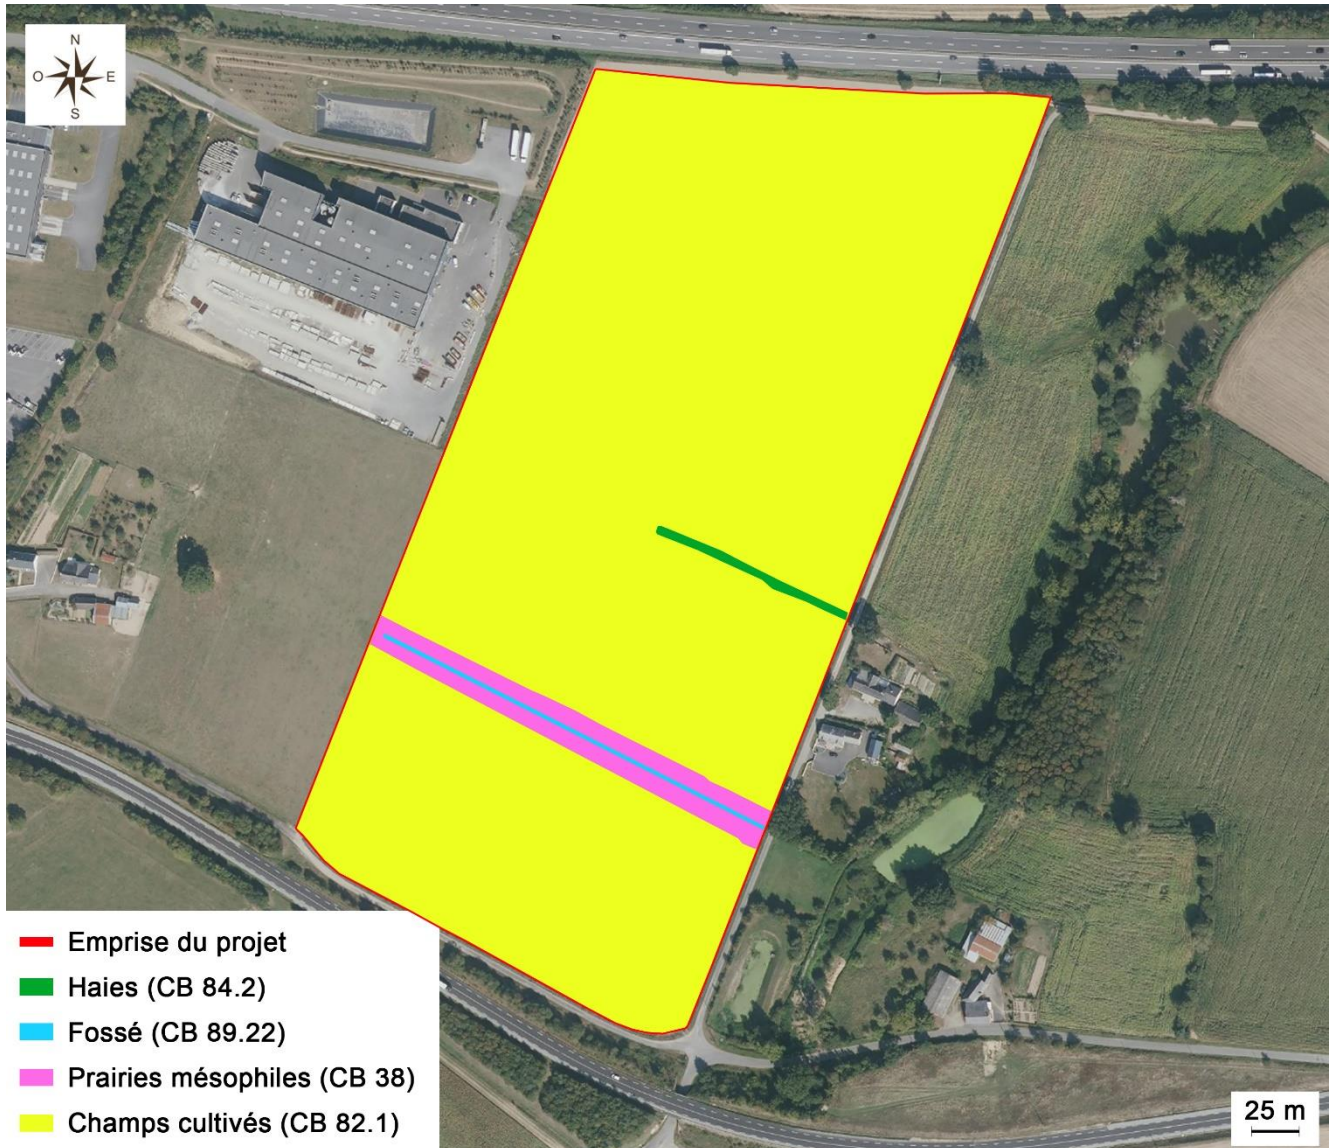 N
O E
S
Emprise du projet
Haies (CB 84.2)
Fossé (CB 89.22)
Prairies mésophiles (CB 38)
Champs cultivés (CB 82.1)
25 m